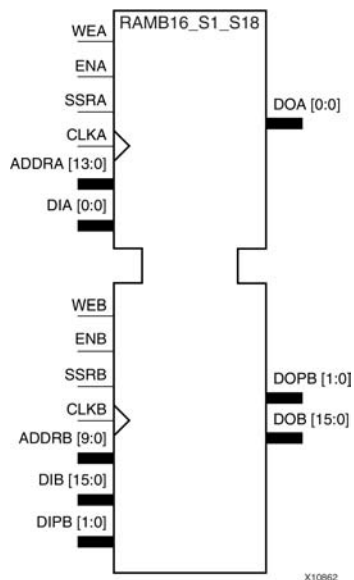 RAMB16_S1_S18
WEA
ENA
SSRA
CLKA
ADDRA [13:0]
DIA [0:0]
DOA [0:0]
WEB
ENB
SSRB
CLKB
ADDRB [9:0]
DIB [15:0]
DIPB [1:0]
DOPB [1:0]
DOB [15:0]
X10862